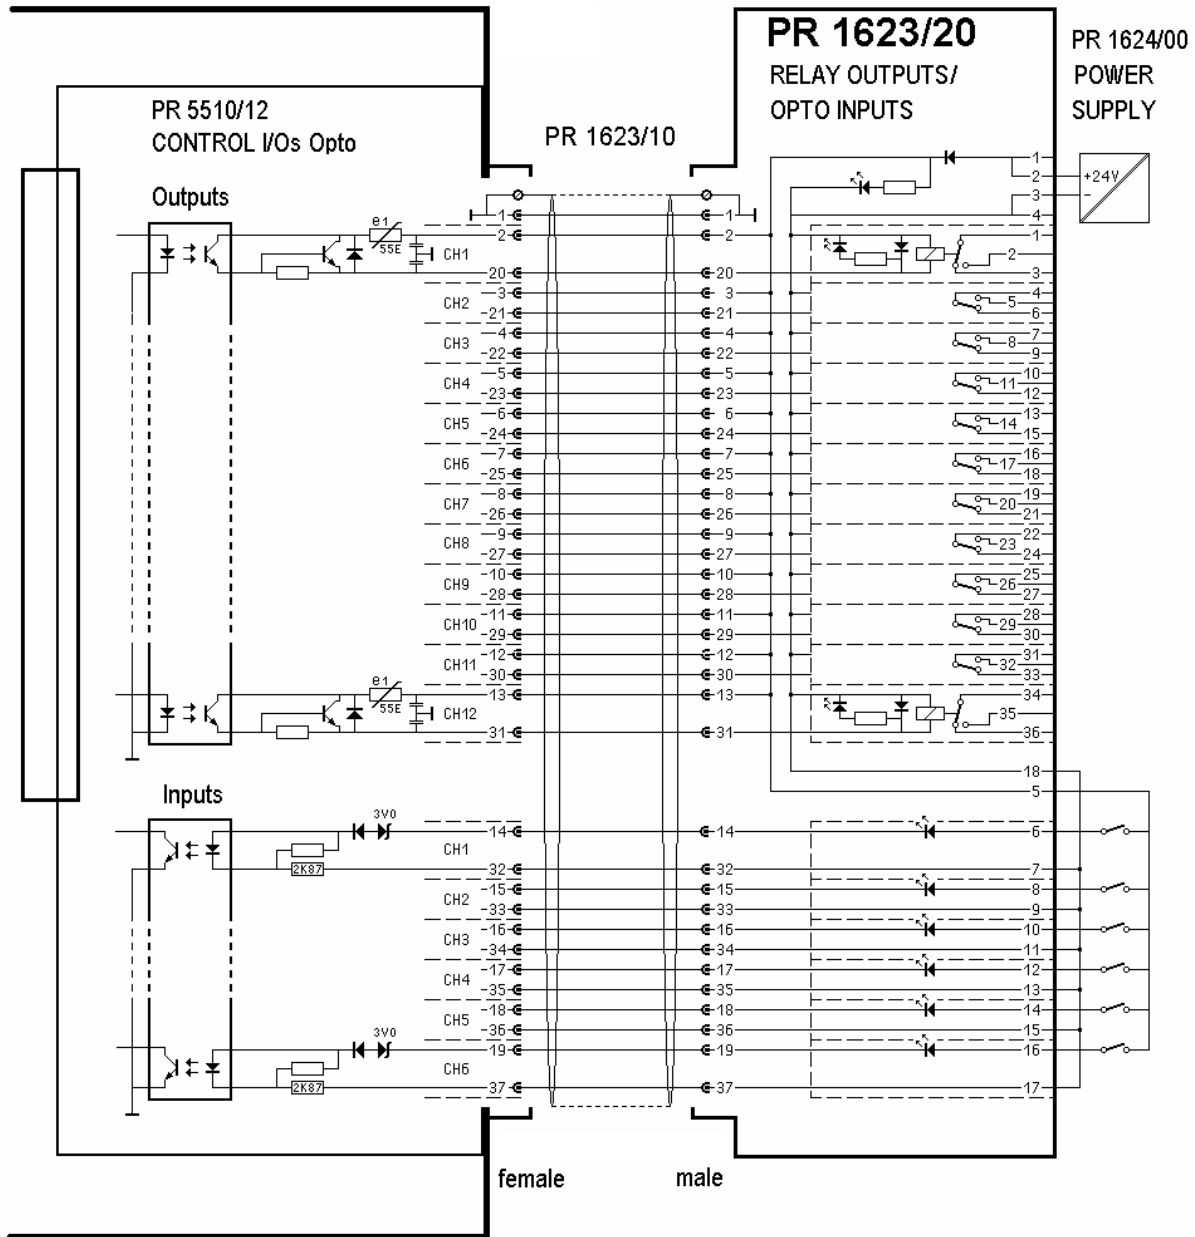 PR 1623/20
RELAY OUTPUTS/
OPTO INPUTS
PR 1624/00
POWER
SUPPLY
PR 5510/12
CONTROL I/Os Opto
PR 1623/10
Outputs
+24V
-
1
2
3
4
1 1
2 2
e1
55E
CH1
1
2
3
20 20
3 3
CH2
4
5
6
21 21
4 4
CH3
7
8
9
22 22
5 5
CH4
10
11
12
23 23
6 6
CH5
13
14
15
24 24
7 7
CH6
16
17
18
25 25
8 8
CH7
19
20
21
26 26
9 9
CH8
22
23
24
27 27
10 10
CH9
25
26
27
28 28
11 11
CH10
28
29
30
29 29
12 12
CH11
31
32
33
30 30
e1
55E
13 13
CH12
34
35
36
31 31
18
5
Inputs
3V0
14 14 6
CH1
2K87
32 32 7
15 15 8
CH2
33 33 9
16 16 10
CH3
34 34 11
17 17 12
CH4
35 35 13
18 18 14
CH5
36 36 15
3V0
19 19 16
CH6
2K87
37 37 17
female
male